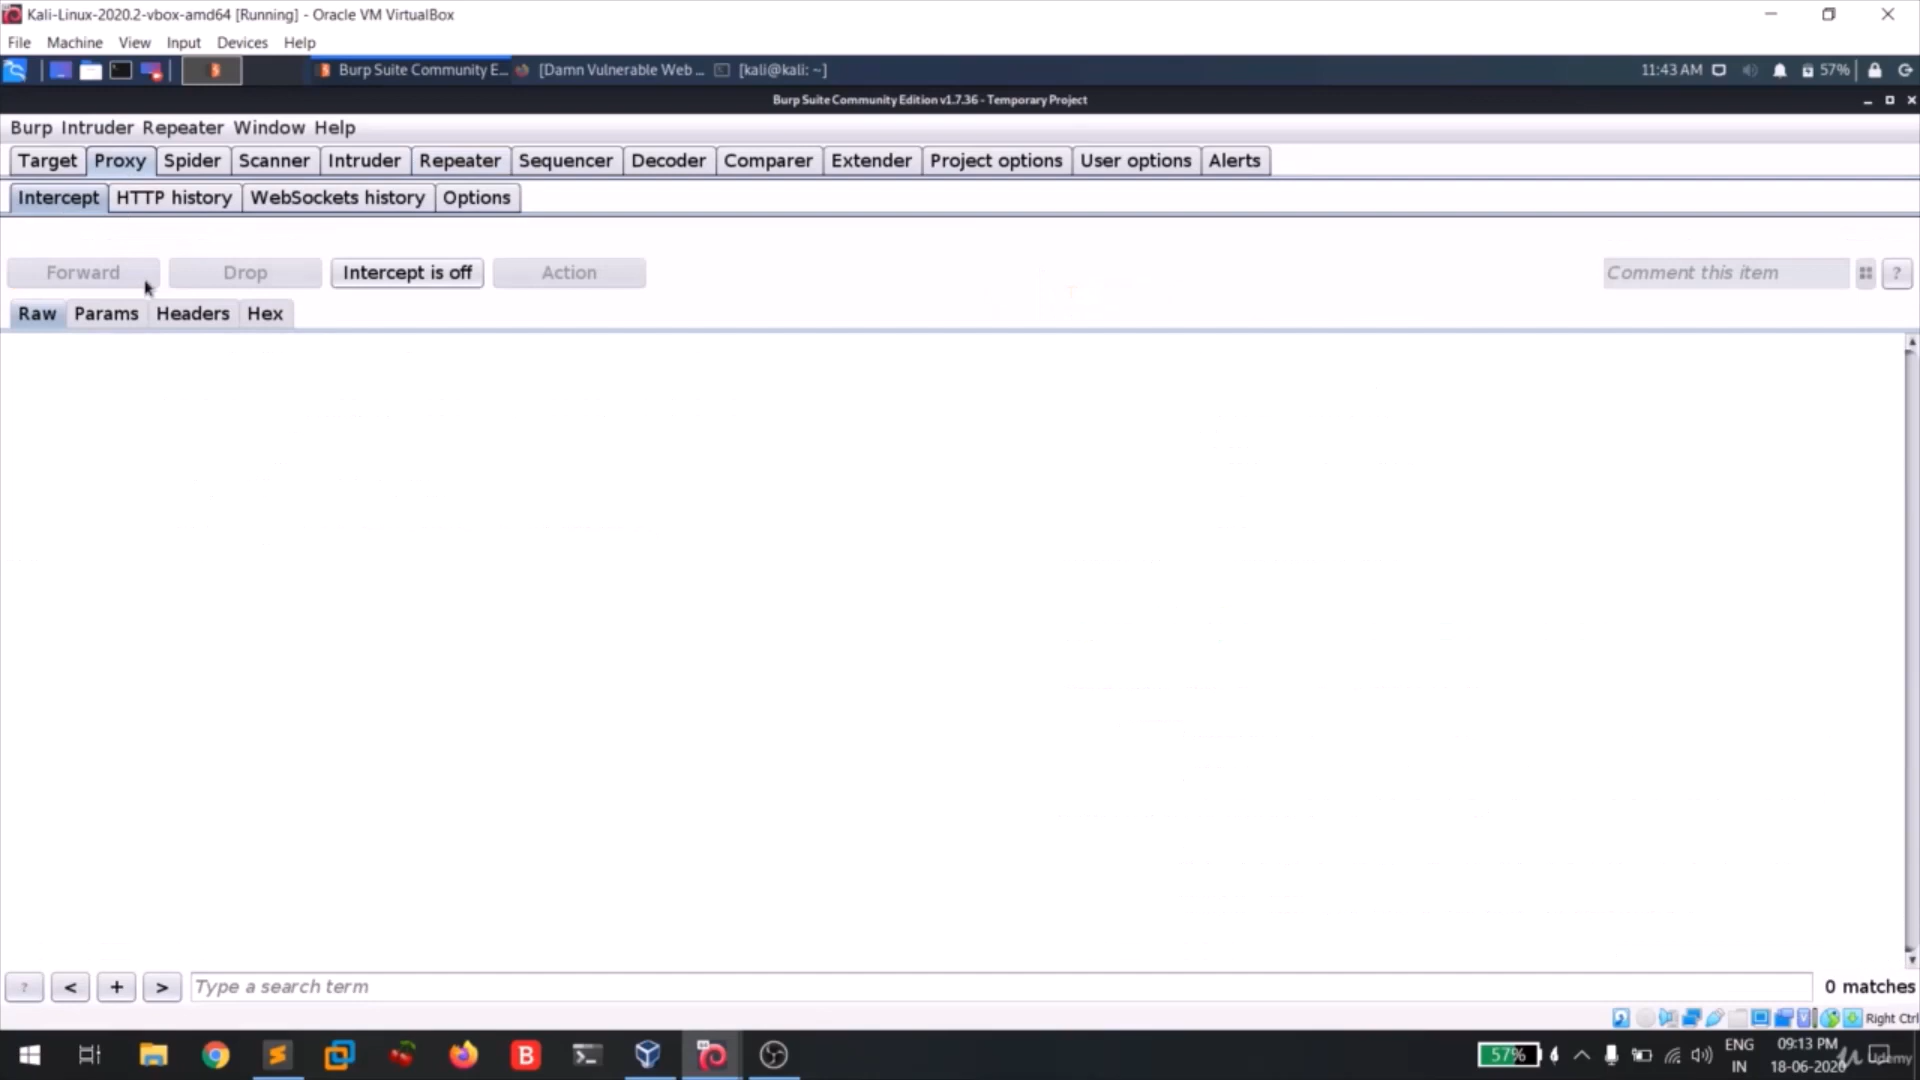 Kali-Linux-2020.2-vbox-amd64 [Running] - Oracle VM VirtualBox
File Machine View Input Devices Help
Burp Suite Community E... [Damn Vulnerable Web ... [kali@kali: ~] 11:43 AM 57%
Burp Suite Community Edition v1.7.36 - Temporary Project
Burp Intruder Repeater Window Help
Target Proxy Spider Scanner Intruder Repeater Sequencer Decoder Comparer Extender Project options User options Alerts
Intercept HTTP history WebSockets history Options
Forward Drop Intercept is off Action Comment this item ?
Raw Params Headers Hex
? < + > Type a search term 0 matches
Right Ctrl
B 57% ENG 09:13 PM
IN 18-06-2020 Udemy